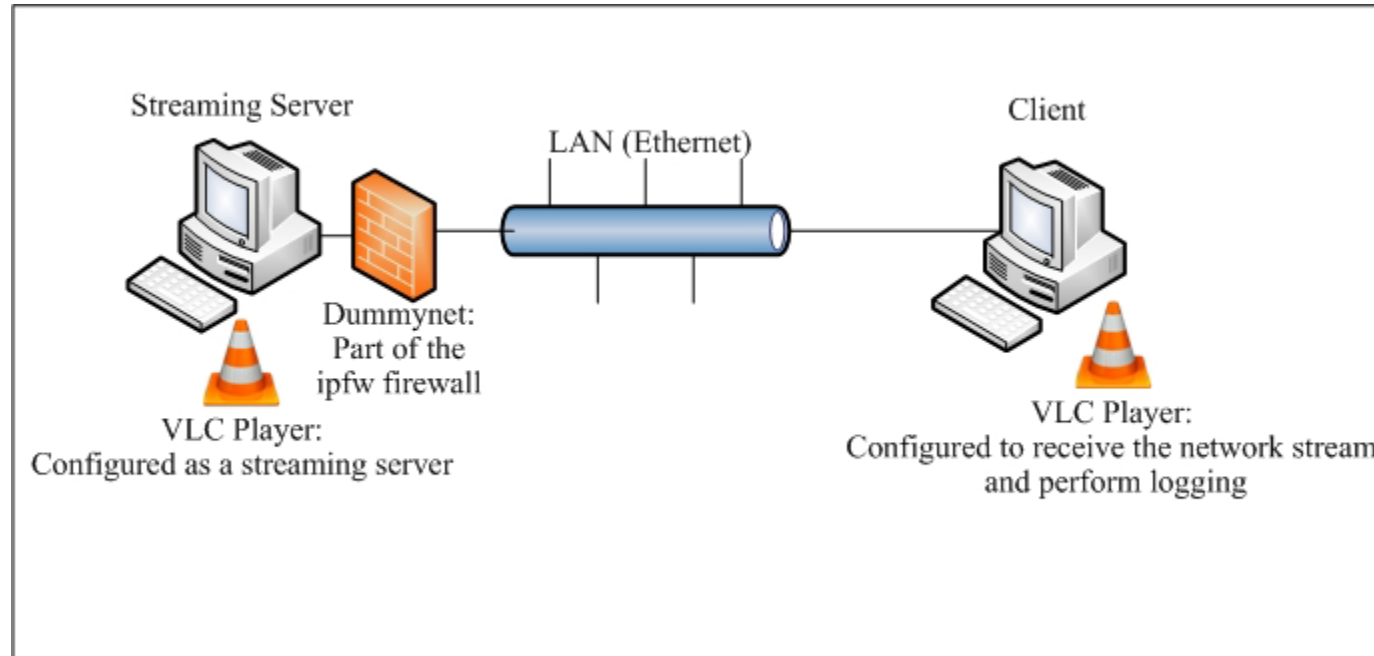 Streaming Server
Client
LAN (Ethernet)
Dummynet:
Part of the
ipfw firewall
VLC Player:
Configured as a streaming server
VLC Player:
Configured to receive the network stream
and perform logging